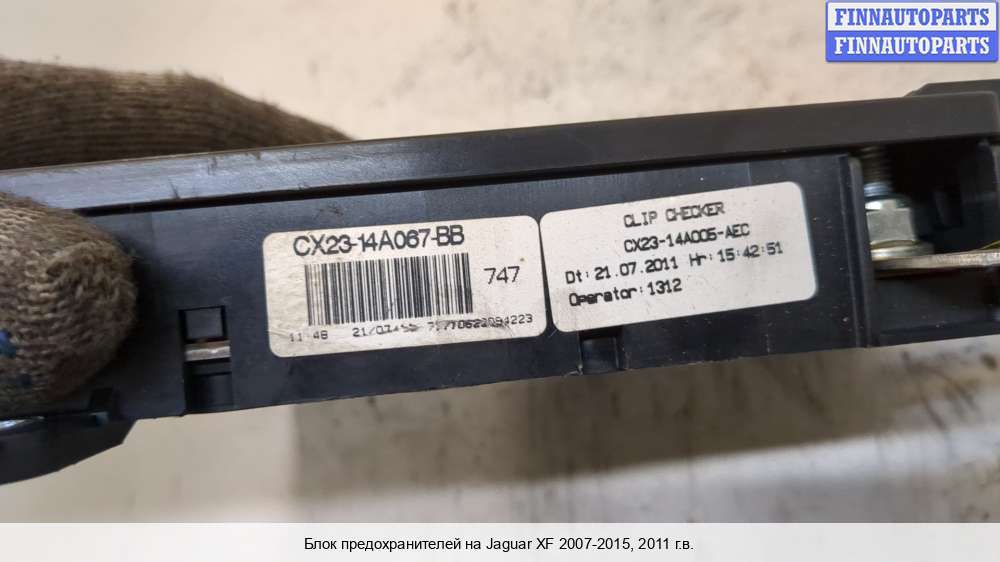 FINNAUTOPARTS
FINNAUTOPARTS
CX23-14A067-BB
747
11:48
CLIP CHECKER
CX23-14A005-AEC
Dt:21.07.2011 Hr:15:42:51
Operator:1312
Блок предохранителей на Jaguar XF 2007-2015, 2011 г.в.